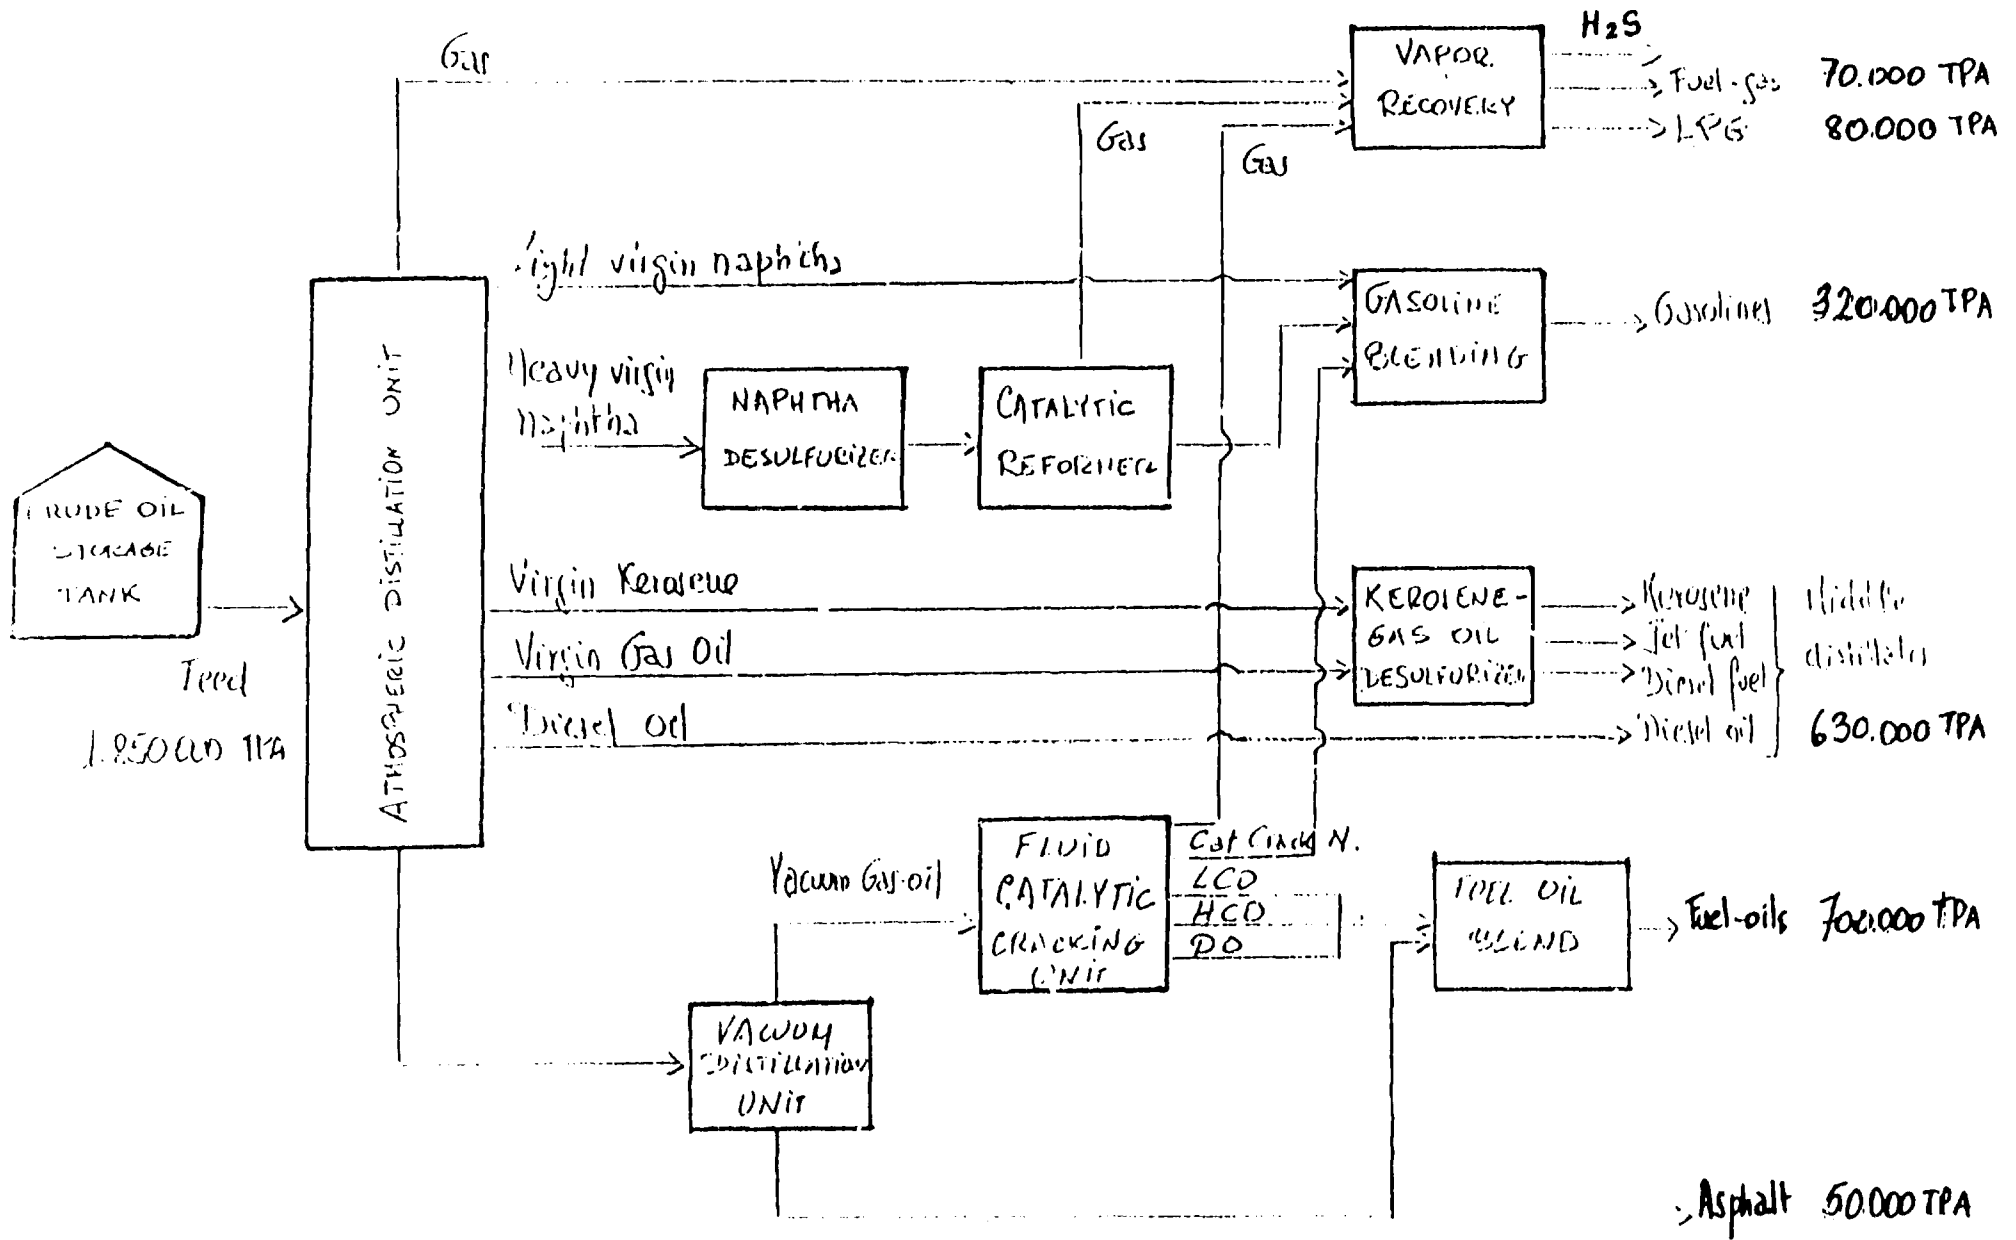 Gas
VAPOR
RECOVERY
H2S
Fuel-gas 70.000 TPA
LPG 80.000 TPA
Gas
Gas
Light virgin naphtha
GASOLINE
BLENDING
Gasolines 320.000 TPA
Heavy virgin
Naphtha
NAPHTHA
DESULFURIZER
CATALYTIC
REFORMER
CRUDE OIL
STORAGE
TANK
Feed
1.850.000 TPA
ATMOSPHERIC DISTILLATION UNIT
Virgin Kerosene
Virgin Gas Oil
Diesel Oil
KEROSENE-
GAS OIL
DESULFURIZER
Kerosene
Jet fuel
Diesel fuel
Diesel oil
Middle
distillates
630.000 TPA
Vacuum Gas-oil
FLUID
CATALYTIC
CRACKING
UNIT
Cat Crack N.
LCO
HCO
DO
FUEL OIL
BLEND
Fuel-oils 700.000 TPA
VACUUM
DISTILLATION
UNIT
Asphalt 50.000 TPA